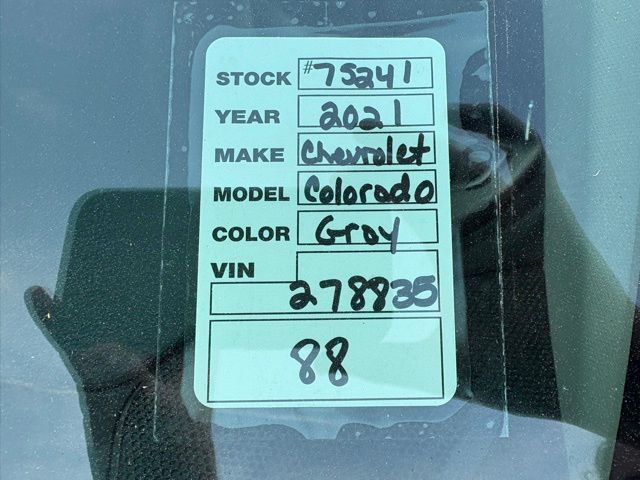 STOCK #75241
YEAR 2021
MAKE Chevrolet
MODEL Colorado
COLOR Gray
VIN
278835
88